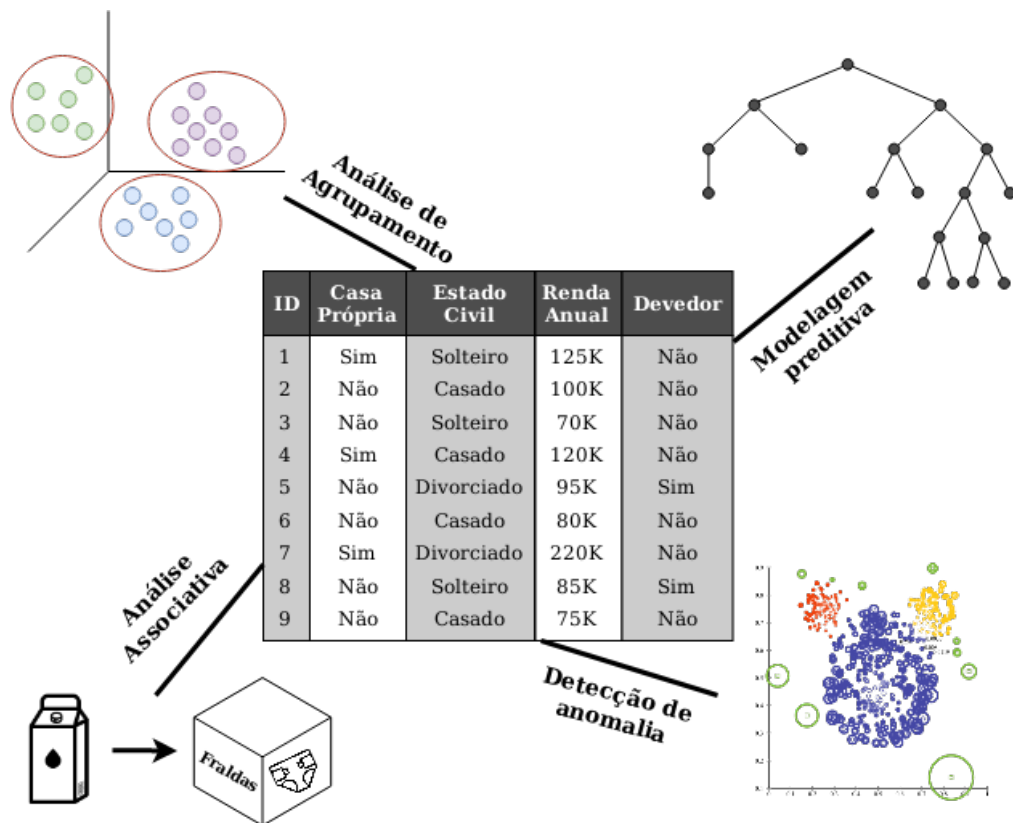 Análise de
Agrupamento
Modelagem
preditiva
ID Casa Própria Estado Civil Renda Anual Devedor
1 Sim Solteiro 125K Não
2 Não Casado 100K Não
3 Não Solteiro 70K Não
4 Sim Casado 120K Não
5 Não Divorciado 95K Sim
6 Não Casado 80K Não
7 Sim Divorciado 220K Não
8 Não Solteiro 85K Sim
9 Não Casado 75K Não
Análise
Associativa
Detecção de
anomalia
Fraldas